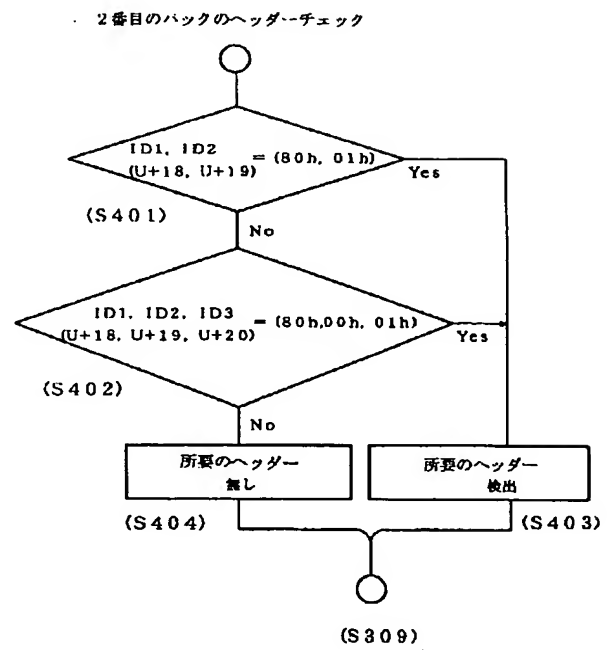 2番目のパックのヘッダーチェック
ID1, ID2
(U+18, U+19)
= (80h, 01h)
Yes
(S401)
No
ID1, ID2, ID3
(U+18, U+19, U+20)
= (80h,00h, 01h)
Yes
(S402)
No
所要のヘッダー
無し
所要のヘッダー
検出
(S404)
(S403)
(S309)